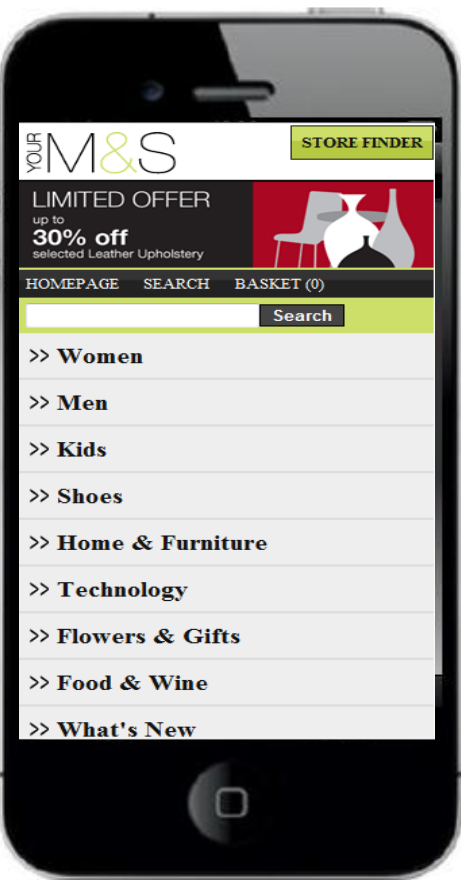 YOUR
M&S
STORE FINDER
LIMITED OFFER
up to
30% off
selected Leather Upholstery
HOMEPAGE SEARCH BASKET (0)
Search
>> Women
>> Men
>> Kids
>> Shoes
>> Home & Furniture
>> Technology
>> Flowers & Gifts
>> Food & Wine
>> What's New